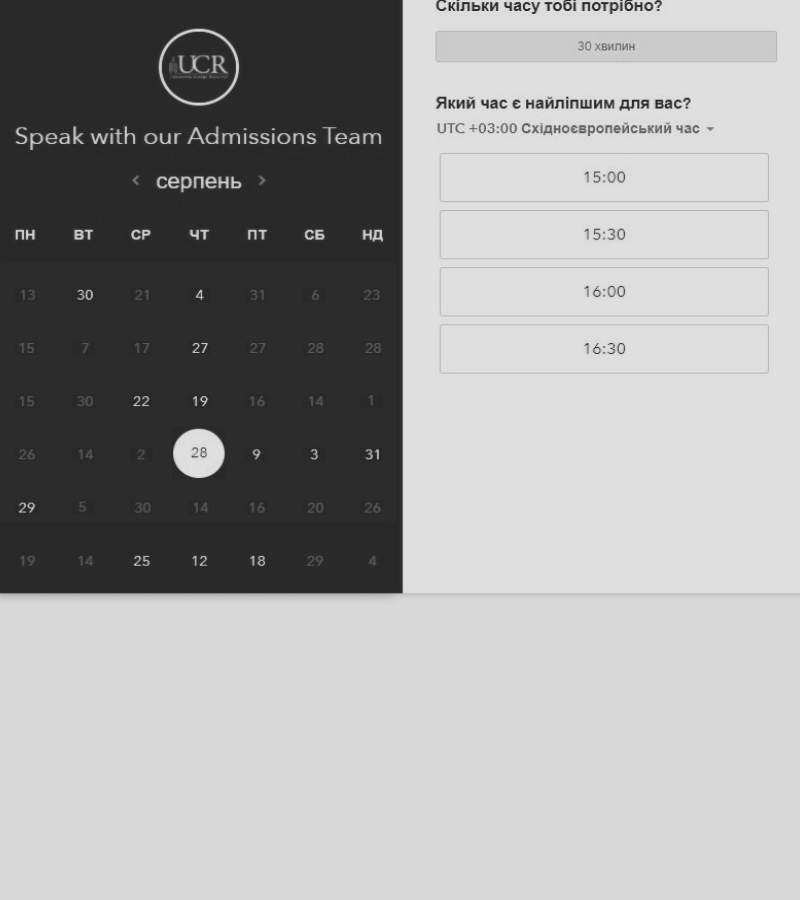 UCR
Speak with our Admissions Team
серпень
ПН ВТ СР ЧТ ПТ СБ НД
13 30 21 4 31 6 23
15 7 17 27 27 28 28
15 30 22 19 16 14 1
26 14 2 28 9 3 31
29 5 30 14 16 20 26
19 14 25 12 18 29 4
Скільки часу тобі потрібно?
30 хвилин
Який час є найліпшим для вас?
UTC +03:00 Східноєвропейський час
15:00
15:30
16:00
16:30